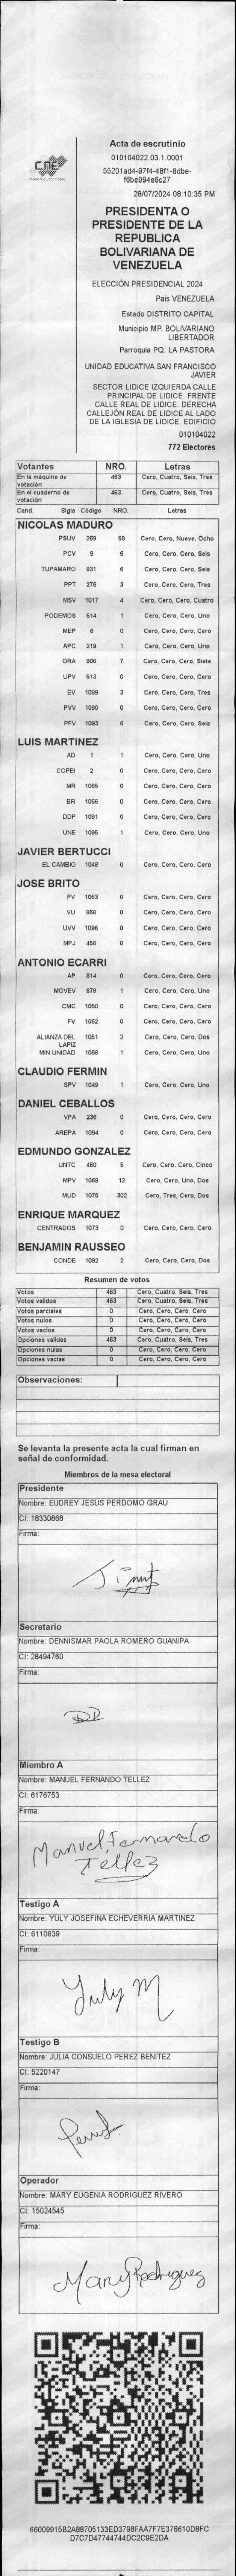 CNE
Acta de escrutinio
010104022.03.1.0001
55201ad4-97f4-48f1-8dbe-
f6be994e6c27
28/07/2024 08:10:35 PM
PRESIDENTA O
PRESIDENTE DE LA
REPUBLICA
BOLIVARIANA DE
VENEZUELA
ELECCIÓN PRESIDENCIAL 2024
Pais VENEZUELA
Estado DISTRITO CAPITAL
Municipio MP. BOLIVARIANO
LIBERTADOR
Parroquia PQ. LA PASTORA
UNIDAD EDUCATIVA SAN FRANCISCO
JAVIER
SECTOR LIDICE IZQUIERDA CALLE
PRINCIPAL DE LIDICE. FRENTE
CALLE REAL DE LIDICE. DERECHA
CALLEJÓN REAL DE LIDICE AL LADO
DE LA IGLESIA DE LIDICE. EDIFICIO
010104022
772 Electores
Votantes NRO. Letras
En la máquina de votación 463 Cero, Cuatro, Seis, Tres
En el cuaderno de votación 463 Cero, Cuatro, Seis, Tres
Cand. Sigla Código NRO. Letras
NICOLAS MADURO
PSUV 269 98 Cero, Cero, Nueve, Ocho
PCV 9 6 Cero, Cero, Cero, Seis
TUPAMARO 931 6 Cero, Cero, Cero, Seis
PPT 276 3 Cero, Cero, Cero, Tres
MSV 1017 4 Cero, Cero, Cero, Cuatro
PODEMOS 514 1 Cero, Cero, Cero, Uno
MEP 6 0 Cero, Cero, Cero, Cero
APC 219 1 Cero, Cero, Cero, Uno
ORA 906 7 Cero, Cero, Cero, Siete
UPV 513 0 Cero, Cero, Cero, Cero
EV 1089 3 Cero, Cero, Cero, Tres
PVV 1090 0 Cero, Cero, Cero, Cero
PFV 1093 6 Cero, Cero, Cero, Seis
LUIS MARTINEZ
AD 1 1 Cero, Cero, Cero, Uno
COPEI 2 0 Cero, Cero, Cero, Cero
MR 1065 0 Cero, Cero, Cero, Cero
BR 1066 0 Cero, Cero, Cero, Cero
DDP 1091 0 Cero, Cero, Cero, Cero
UNE 1095 1 Cero, Cero, Cero, Uno
JAVIER BERTUCCI
EL CAMBIO 1048 0 Cero, Cero, Cero, Cero
JOSE BRITO
PV 1053 0 Cero, Cero, Cero, Cero
VU 868 0 Cero, Cero, Cero, Cero
UVV 1096 0 Cero, Cero, Cero, Cero
MPJ 458 0 Cero, Cero, Cero, Cero
ANTONIO ECARRI
AP 814 0 Cero, Cero, Cero, Cero
MOVEV 878 1 Cero, Cero, Cero, Uno
CMC 1050 0 Cero, Cero, Cero, Cero
FV 1062 0 Cero, Cero, Cero, Cero
ALIANZA DEL LAPIZ 1051 2 Cero, Cero, Cero, Dos
MIN UNIDAD 1088 1 Cero, Cero, Cero, Uno
CLAUDIO FERMIN
SPV 1049 1 Cero, Cero, Cero, Uno
DANIEL CEBALLOS
VPA 236 0 Cero, Cero, Cero, Cero
AREPA 1094 0 Cero, Cero, Cero, Cero
EDMUNDO GONZALEZ
UNTC 460 5 Cero, Cero, Cero, Cinco
MPV 1069 12 Cero, Cero, Uno, Dos
MUD 1075 302 Cero, Tres, Cero, Dos
ENRIQUE MARQUEZ
CENTRADOS 1073 0 Cero, Cero, Cero, Cero
BENJAMIN RAUSSEO
CONDE 1092 2 Cero, Cero, Cero, Dos
Resumen de votos
Votos 463 Cero, Cuatro, Seis, Tres
Votos validos 463 Cero, Cuatro, Seis, Tres
Votos parciales 0 Cero, Cero, Cero, Cero
Votos nulos 0 Cero, Cero, Cero, Cero
Votos vacios 0 Cero, Cero, Cero, Cero
Opciones validas 463 Cero, Cuatro, Seis, Tres
Opciones nulas 0 Cero, Cero, Cero, Cero
Opciones vacias 0 Cero, Cero, Cero, Cero
Observaciones:
Se levanta la presente acta la cual firman en
señal de conformidad.
Miembros de la mesa electoral
Presidente
Nombre: EUDREY JESUS PERDOMO GRAU
CI: 18330868
Firma:
Secretario
Nombre: DENNISMAR PAOLA ROMERO GUANIPA
CI: 28494760
Firma:
Miembro A
Nombre: MANUEL FERNANDO TELLEZ
CI: 6176753
Firma:
Manuel Fernando
Tellez
Testigo A
Nombre: YULY JOSEFINA ECHEVERRIA MARTINEZ
CI: 6110639
Firma:
Yuly M
Testigo B
Nombre: JULIA CONSUELO PEREZ BENITEZ
CI: 5220147
Firma:
Operador
Nombre: MARY EUGENIA RODRIGUEZ RIVERO
CI: 15024545
Firma:
Mary Rodriguez
66009915B2A88705133ED3798FAA7F7E378610D8FC
D7C7D47744744DC2C9E2DA